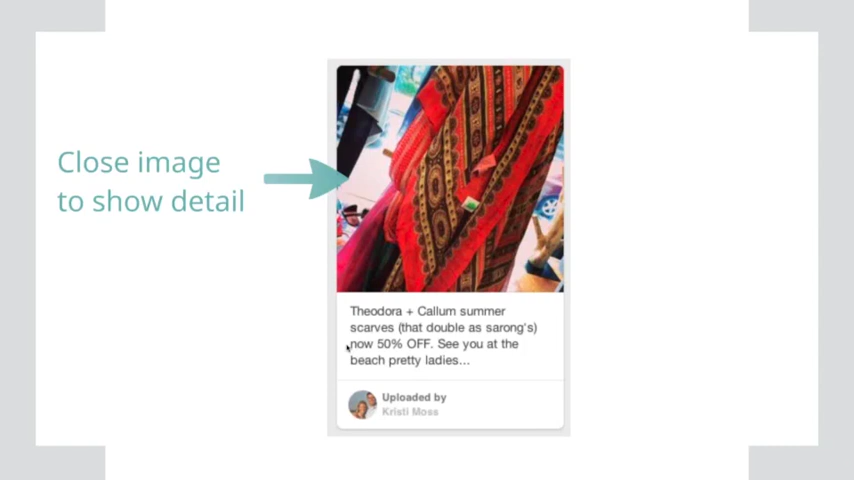 Close image
to show detail
Theodora + Callum summer
scarves (that double as sarong's)
now 50% OFF. See you at the
beach pretty ladies...
Uploaded by
Kristi Moss